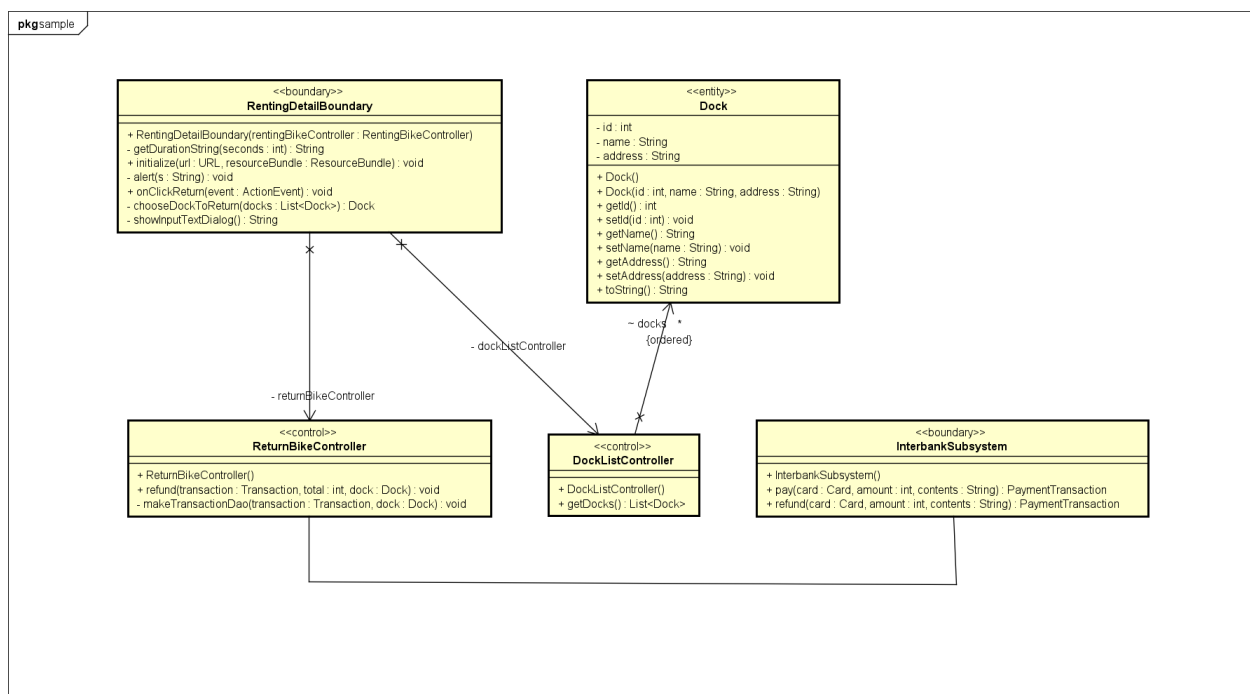 pkg sample
<<boundary>>
RentingDetailBoundary
+ RentingDetailBoundary(rentingBikeController : RentingBikeController)
- getDurationString(seconds : int) : String
+ initialize(url : URL, resourceBundle : ResourceBundle) : void
- alert(s : String) : void
+ onClickReturn(event : ActionEvent) : void
- chooseDockToReturn(docks : List<Dock>) : Dock
- showInputTextDialog() : String
<<entity>>
Dock
- id : int
- name : String
- address : String
+ Dock()
+ Dock(id : int, name : String, address : String)
+ getId() : int
+ setId(id : int) : void
+ getName() : String
+ setName(name : String) : void
+ getAddress() : String
+ setAddress(address : String) : void
+ toString() : String
~ docks *
{ordered}
- dockListController
- returnBikeController
<<control>>
ReturnBikeController
+ ReturnBikeController()
+ refund(transaction : Transaction, total : int, dock : Dock) : void
- makeTransactionDao(transaction : Transaction, dock : Dock) : void
<<control>>
DockListController
+ DockListController()
+ getDocks() : List<Dock>
<<boundary>>
InterbankSubsystem
+ InterbankSubsystem()
+ pay(card : Card, amount : int, contents : String) : PaymentTransaction
+ refund(card : Card, amount : int, contents : String) : PaymentTransaction